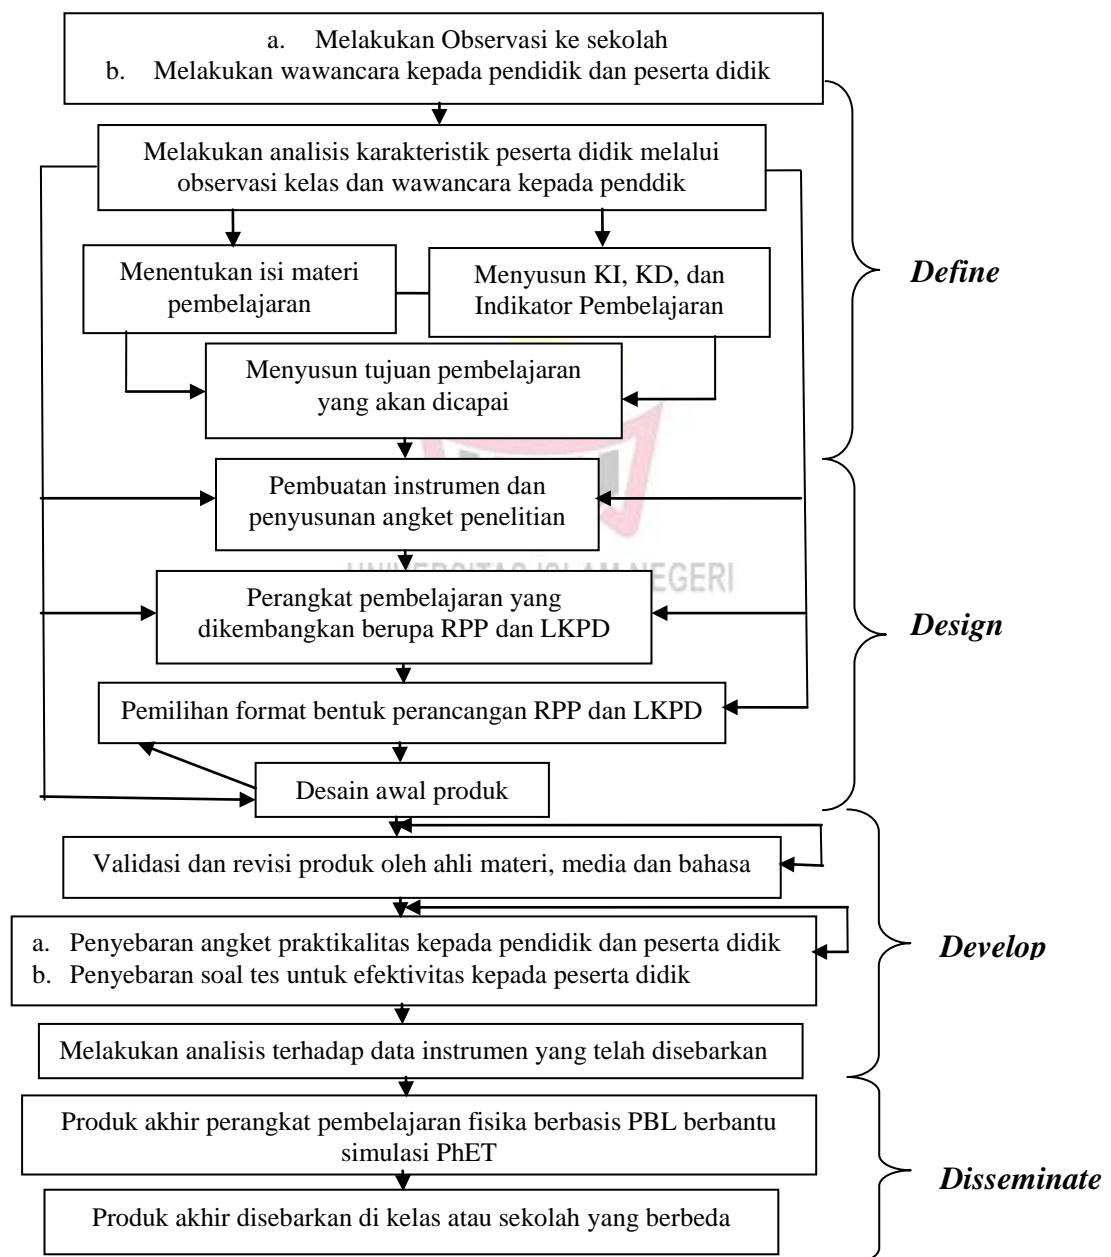 a. Melakukan Observasi ke sekolah
b. Melakukan wawancara kepada pendidik dan peserta didik
Melakukan analisis karakteristik peserta didik melalui
observasi kelas dan wawancara kepada penddik
Menentukan isi materi
pembelajaran
Menyusun KI, KD, dan
Indikator Pembelajaran
Define
Menyusun tujuan pembelajaran
yang akan dicapai
Pembuatan instrumen dan
penyusunan angket penelitian
UNIVERSITAS ISLAM NEGERI
Perangkat pembelajaran yang
dikembangkan berupa RPP dan LKPD
Design
Pemilihan format bentuk perancangan RPP dan LKPD
Desain awal produk
Validasi dan revisi produk oleh ahli materi, media dan bahasa
a. Penyebaran angket praktikalitas kepada pendidik dan peserta didik
b. Penyebaran soal tes untuk efektivitas kepada peserta didik
Develop
Melakukan analisis terhadap data instrumen yang telah disebarkan
Produk akhir perangkat pembelajaran fisika berbasis PBL berbantu
simulasi PhET
Disseminate
Produk akhir disebarkan di kelas atau sekolah yang berbeda